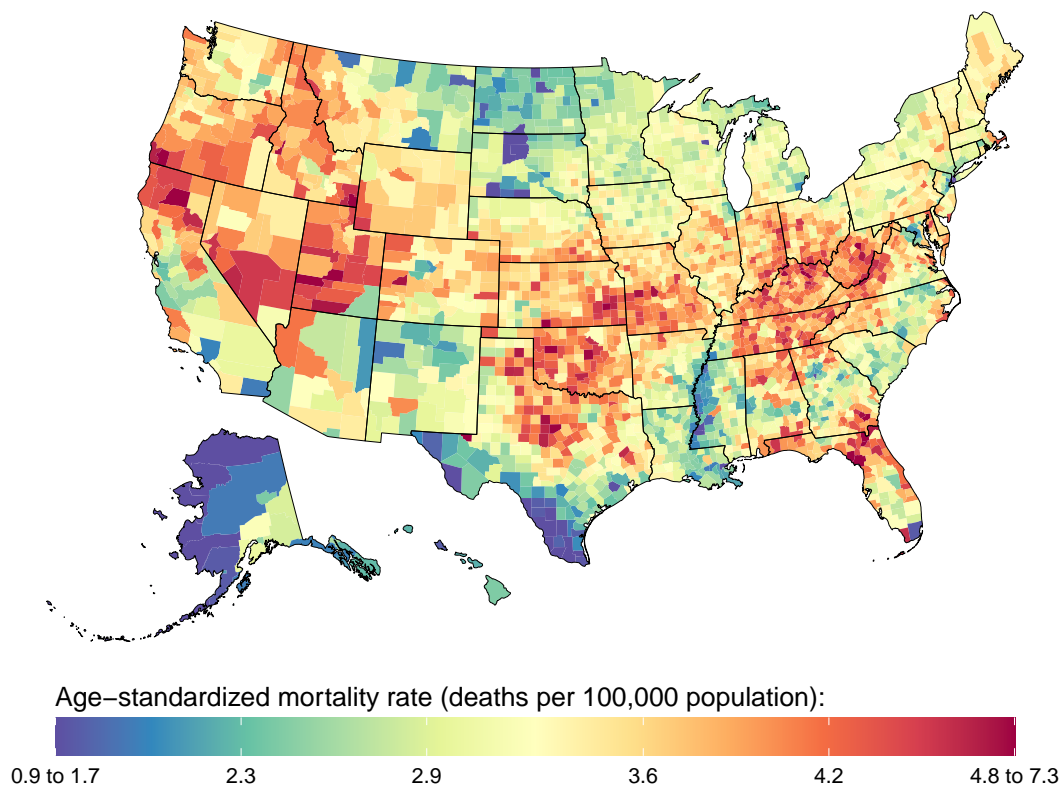 Age−standardized mortality rate (deaths per 100,000 population):
0.9 to 1.7 2.3 2.9 3.6 4.2 4.8 to 7.3